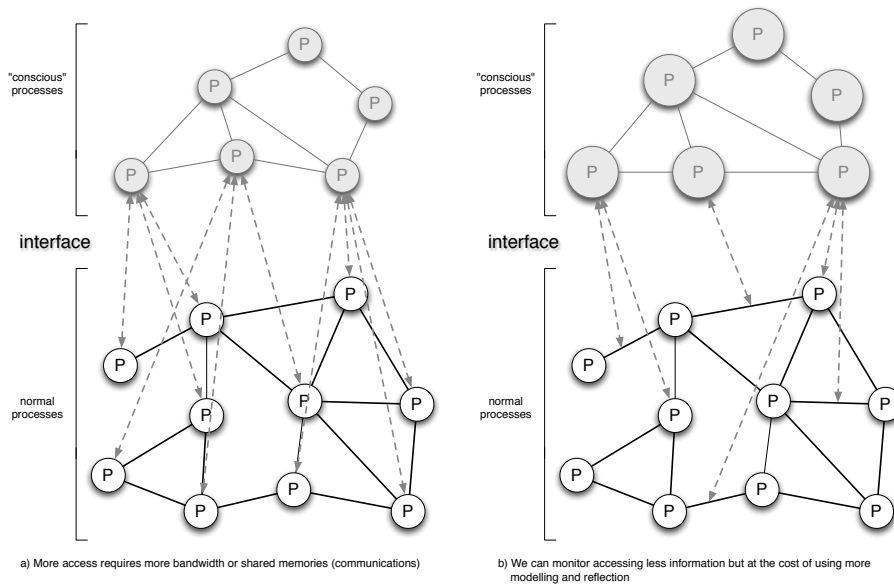 "conscious"
processes
P
P
P
P
P
P
interface
P
P
P
P
P
normal
processes
P
P
P
P
P
a) More access requires more bandwidth or shared memories (communications)
"conscious"
processes
P
P
P
P
P
P
interface
P
P
P
P
P
normal
processes
P
P
P
P
P
b) We can monitor accessing less information but at the cost of using more
modelling and reflection